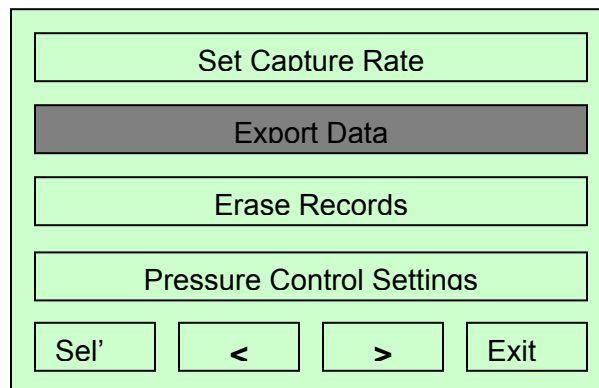 Set Capture Rate
Export Data
Erase Records
Pressure Control Settings
Sel’ < > Exit